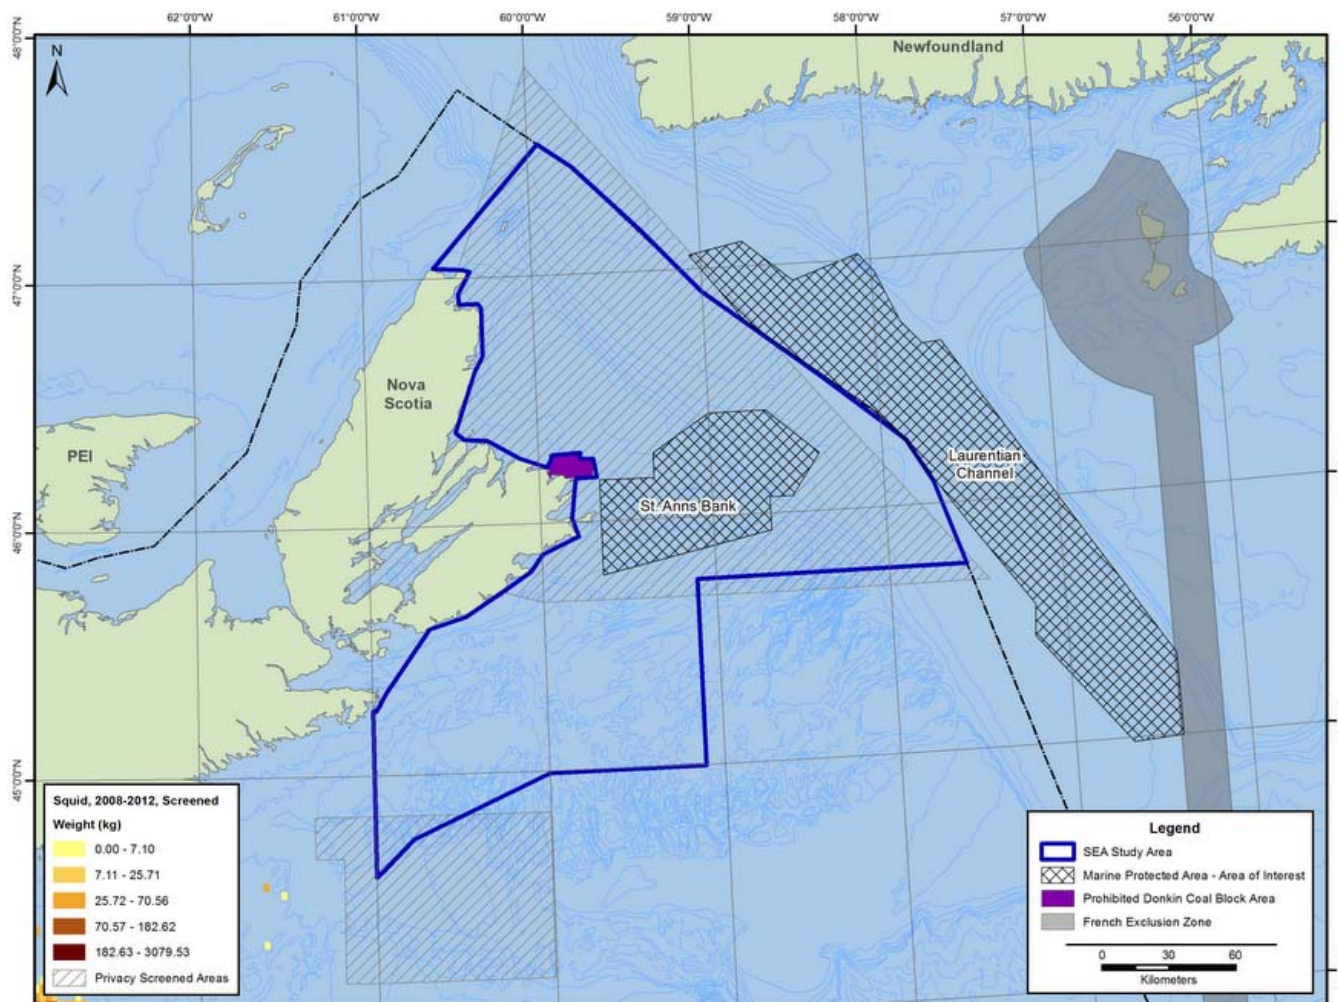 62°0'0"W 61°0'0"W 60°0'0"W 59°0'0"W 58°0'0"W 57°0'0"W 56°0'0"W
48°0'0"N
N
Newfoundland
47°0'0"N
Nova
Scotia
PEI
Laurentian
Channel
St. Anns Bank
46°0'0"N
45°0'0"N
Squid, 2008-2012, Screened
Weight (kg)
0.00 - 7.10
7.11 - 25.71
25.72 - 70.56
70.57 - 182.62
182.63 - 3079.53
Privacy Screened Areas
Legend
SEA Study Area
Marine Protected Area - Area of Interest
Prohibited Donkin Coal Block Area
French Exclusion Zone
0 30 60
Kilometers